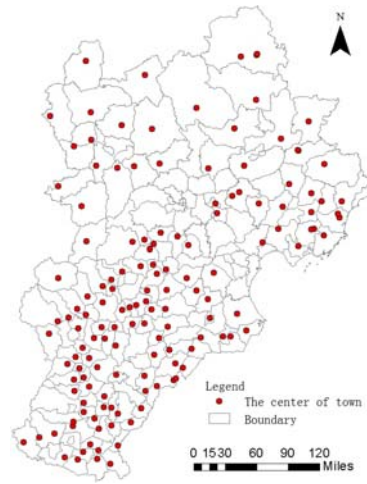 N
Legend
The center of town
Boundary
0 15 30 60 90 120
Miles